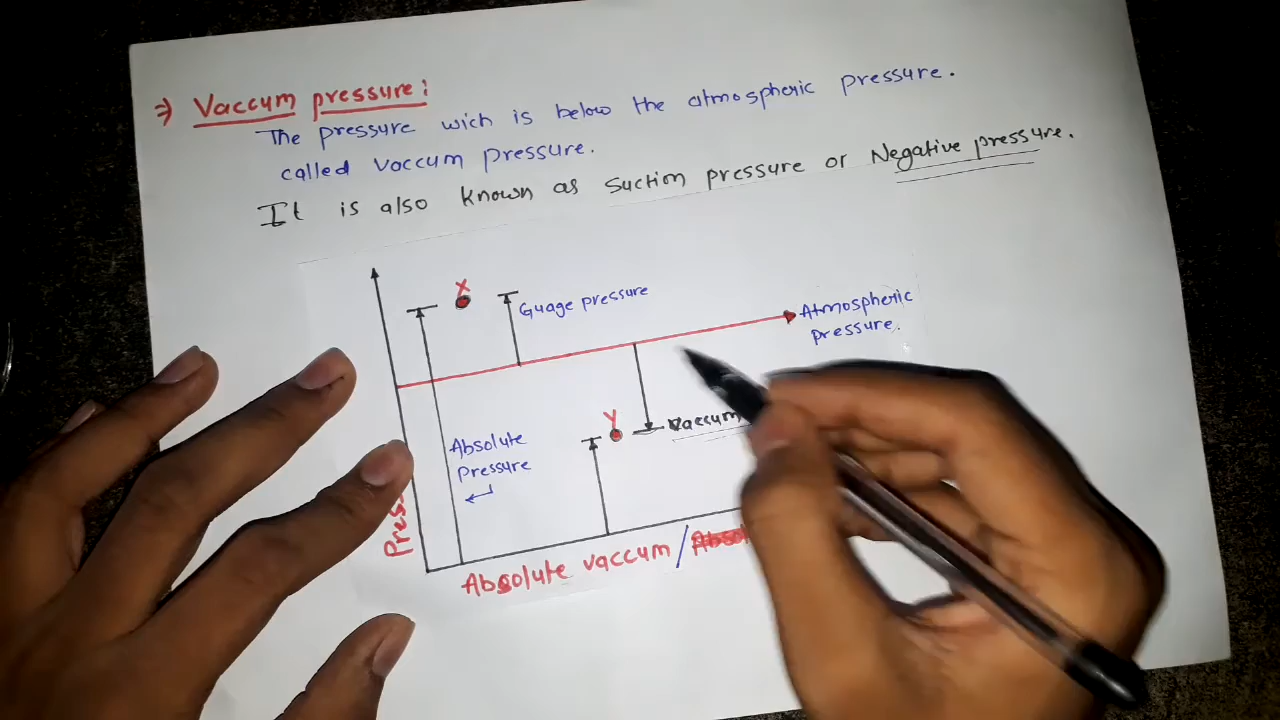 ⇒ Vaccum pressure:
The pressure wich is below the atmospheric pressure.
called vaccum pressure.
It is also known as suction pressure or Negative pressure.
X
Guage pressure
Atmospheric
pressure.
Y
Vaccum
Absolute
pressure
Absolute vaccum /